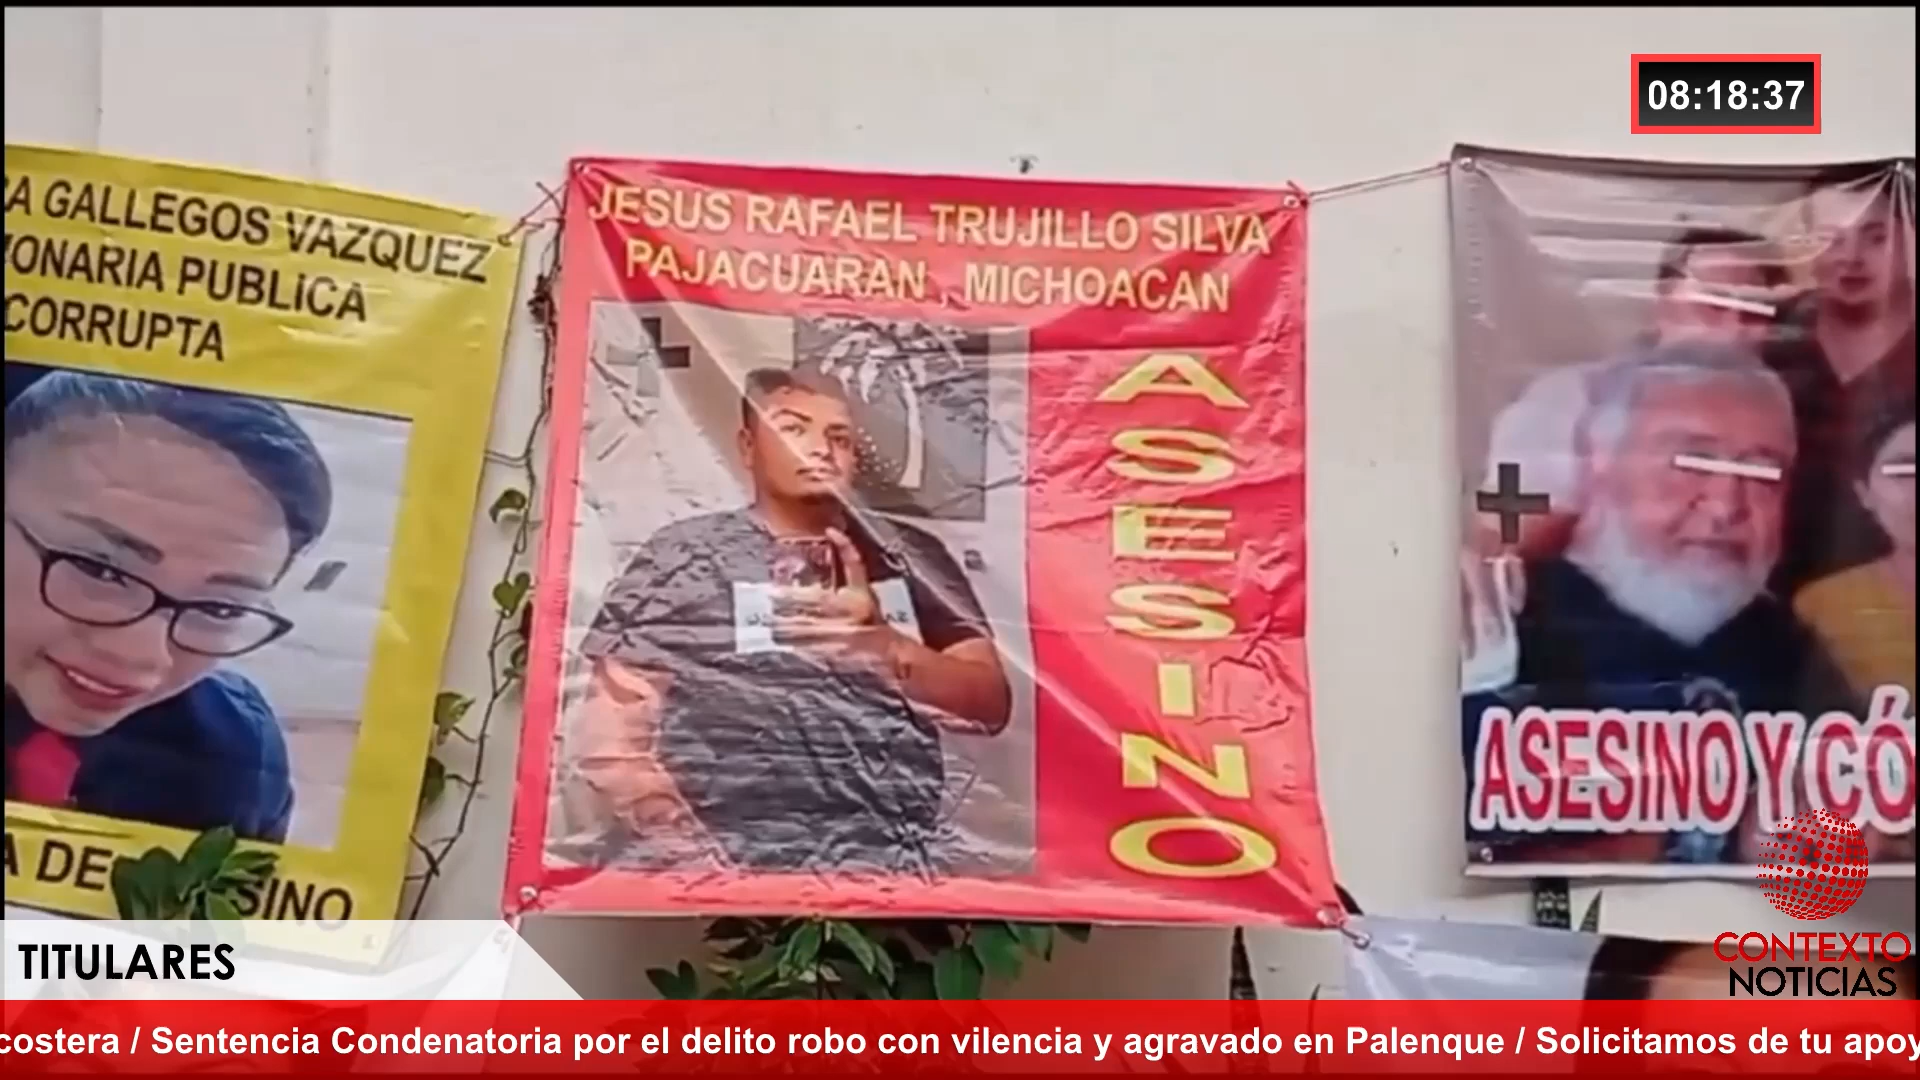 08:18:37
A GALLEGOS VAZQUEZ
ONARIA PUBLICA
CORRUPTA
A DE
SINO
JESUS RAFAEL TRUJILLO SILVA
PAJACUARAN , MICHOACAN
ASESINO
ASESINO Y CÓ
TITULARES
CONTEXTO
NOTICIAS
costera / Sentencia Condenatoria por el delito robo con vilencia y agravado en Palenque / Solicitamos de tu apoy